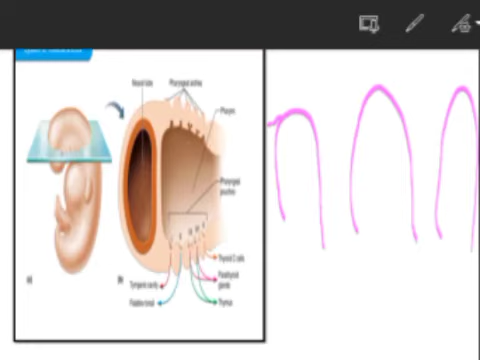 Neural tube
Pharyngeal arches
Pharynx
Pharyngeal
pouches
Thyroid C cells
Parathyroid
glands
Thymus
Tympanic cavity
Palatine tonsil
a)
b)